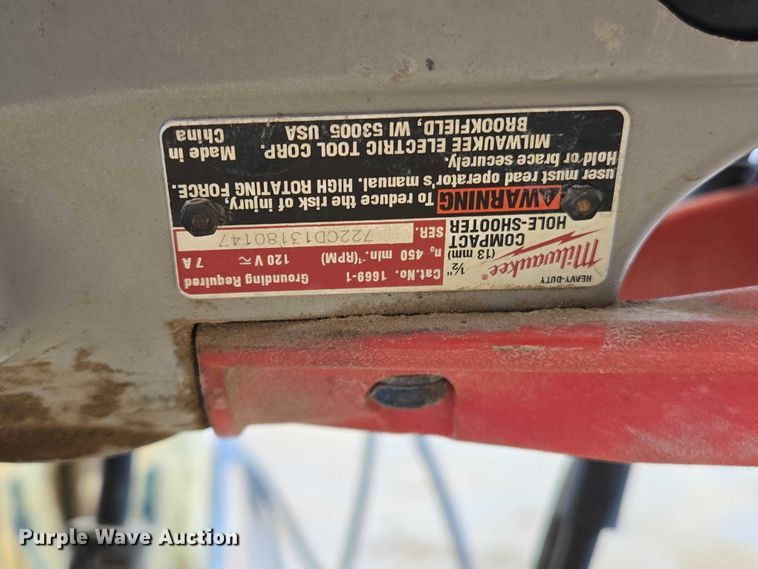 HEAVY-DUTY
Milwaukee®
1/2"
(13 mm)
COMPACT
HOLE-SHOOTER
Cat.No. 1669-1 Grounding Required
n₀ 450 min.⁻¹(RPM) 120 V ⎓ 7 A
SER. 722CD13180147
WARNING To reduce the risk of injury,
user must read operator's manual. HIGH ROTATING FORCE.
Hold or brace securely.
MILWAUKEE ELECTRIC TOOL CORP. Made in
BROOKFIELD, WI 53005 USA China
Purple Wave Auction